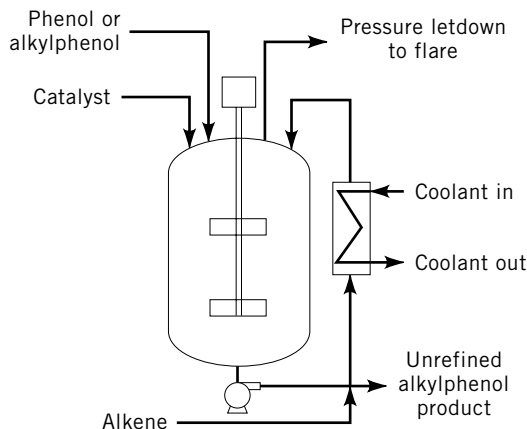 Phenol or
alkylphenol
Pressure letdown
to flare
Catalyst
Coolant in
Coolant out
Unrefined
alkylphenol
product
Alkene